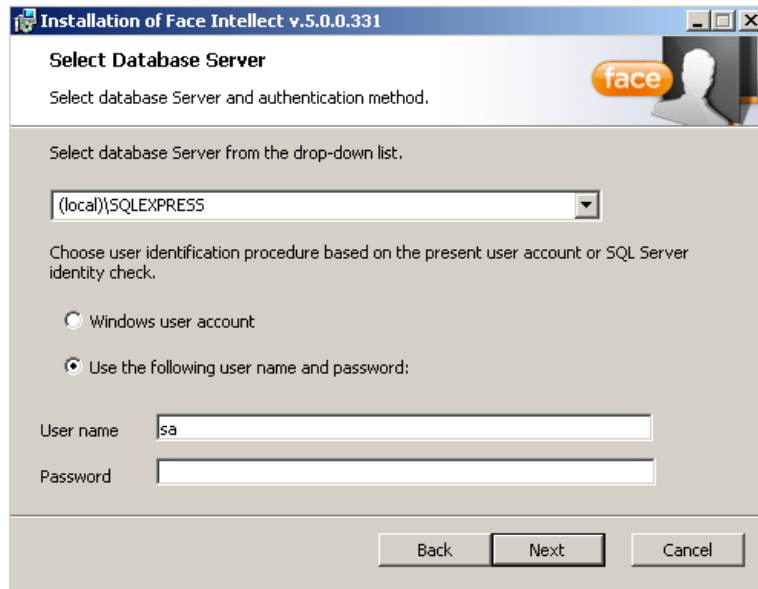 Installation of Face Intellect v.5.0.0.331
Select Database Server
Select database Server and authentication method.
face
Select database Server from the drop-down list.
(local)\SQLEXPRESS
Choose user identification procedure based on the present user account or SQL Server
identity check.
Windows user account
Use the following user name and password:
User name
sa
Password
Back
Next
Cancel